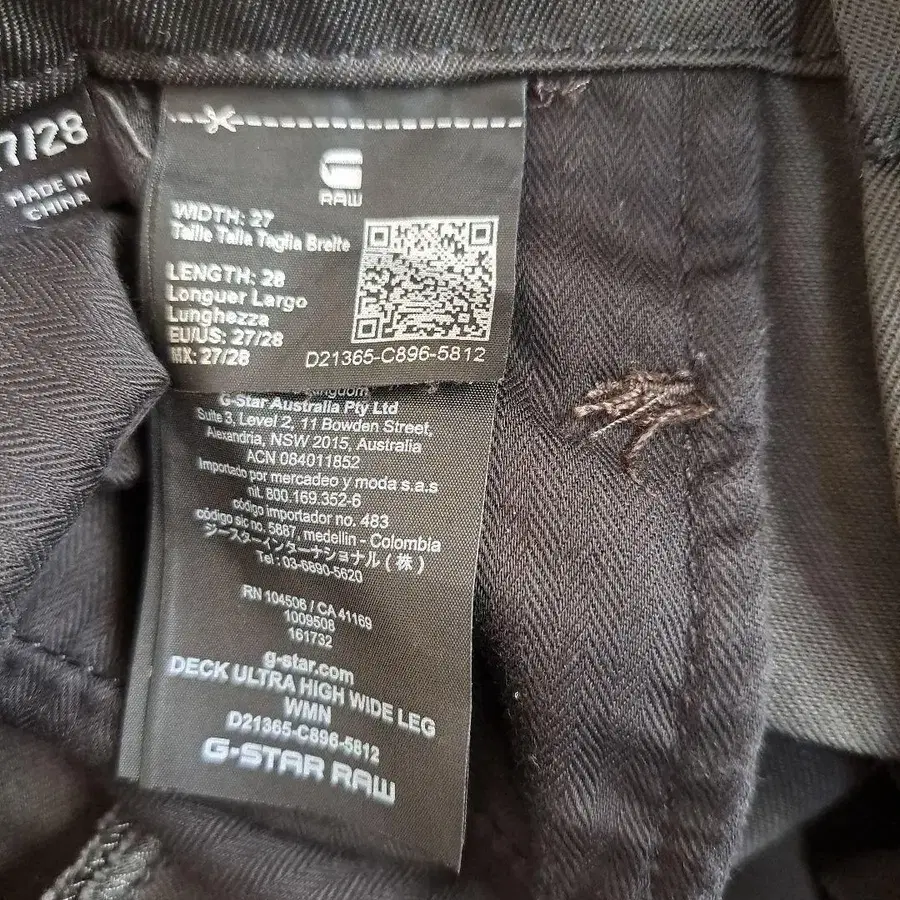 7/28
MADE IN
CHINA
RAW
WIDTH: 27
Taille Talla Taglia Breite
LENGTH: 28
Longuer Largo
Lunghezza
EU/US: 27/28
MX: 27/28
D21365-C896-5812
Kingdom
G-Star Australia Pty Ltd
Suite 3, Level 2, 11 Bowden Street,
Alexandria, NSW 2015, Australia
ACN 084011852
Importado por mercadeo y moda s.a.s
nit. 800.169.352-6
código importador no. 483
código sic no. 5887, medellin - Colombia
ジースターインターナショナル(株)
Tel : 03-6890-5620
RN 104506 / CA 41169
1009508
161732
g-star.com
DECK ULTRA HIGH WIDE LEG
WMN
D21365-C896-5812
G-STAR RAW